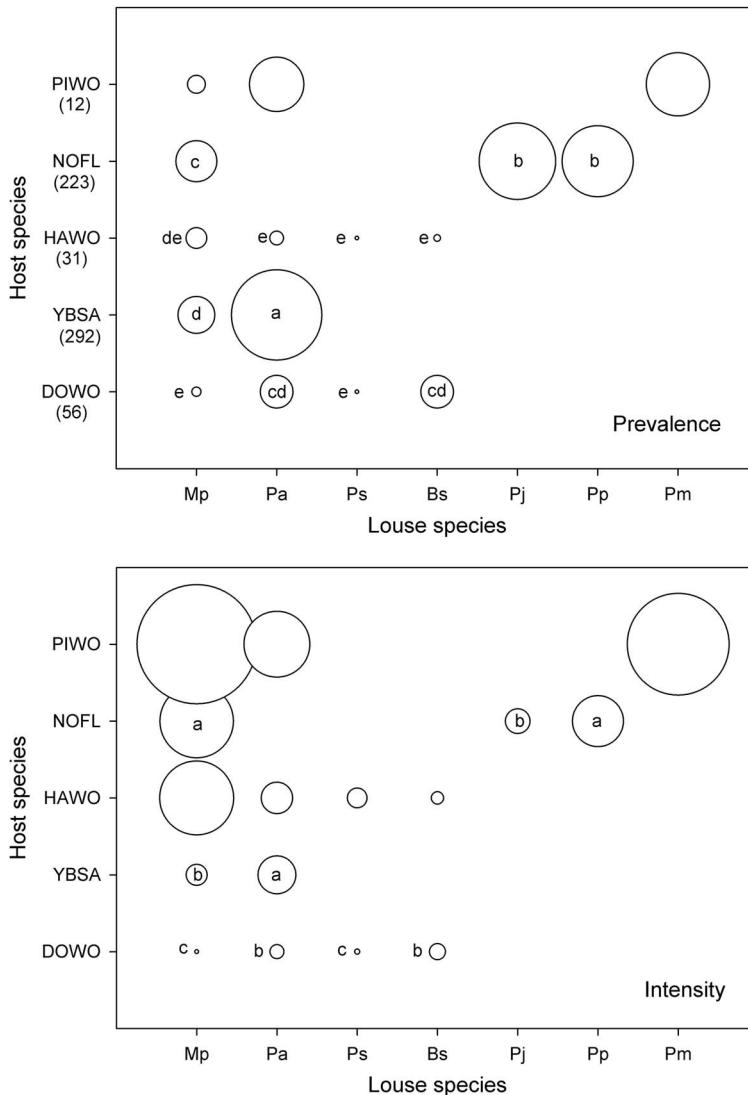 PIWO
(12)
NOFL
c
b
b
(223)
HAWO
de
e
e
e
(31)
YBSA
d
a
(292)
DOWO
e
cd
e
cd
(56)
Host species
Prevalence
Mp Pa Ps Bs Pj Pp Pm
Louse species
PIWO
NOFL
a
b
a
HAWO
YBSA
b
a
DOWO
c
b
c
b
Host species
Intensity
Mp Pa Ps Bs Pj Pp Pm
Louse species